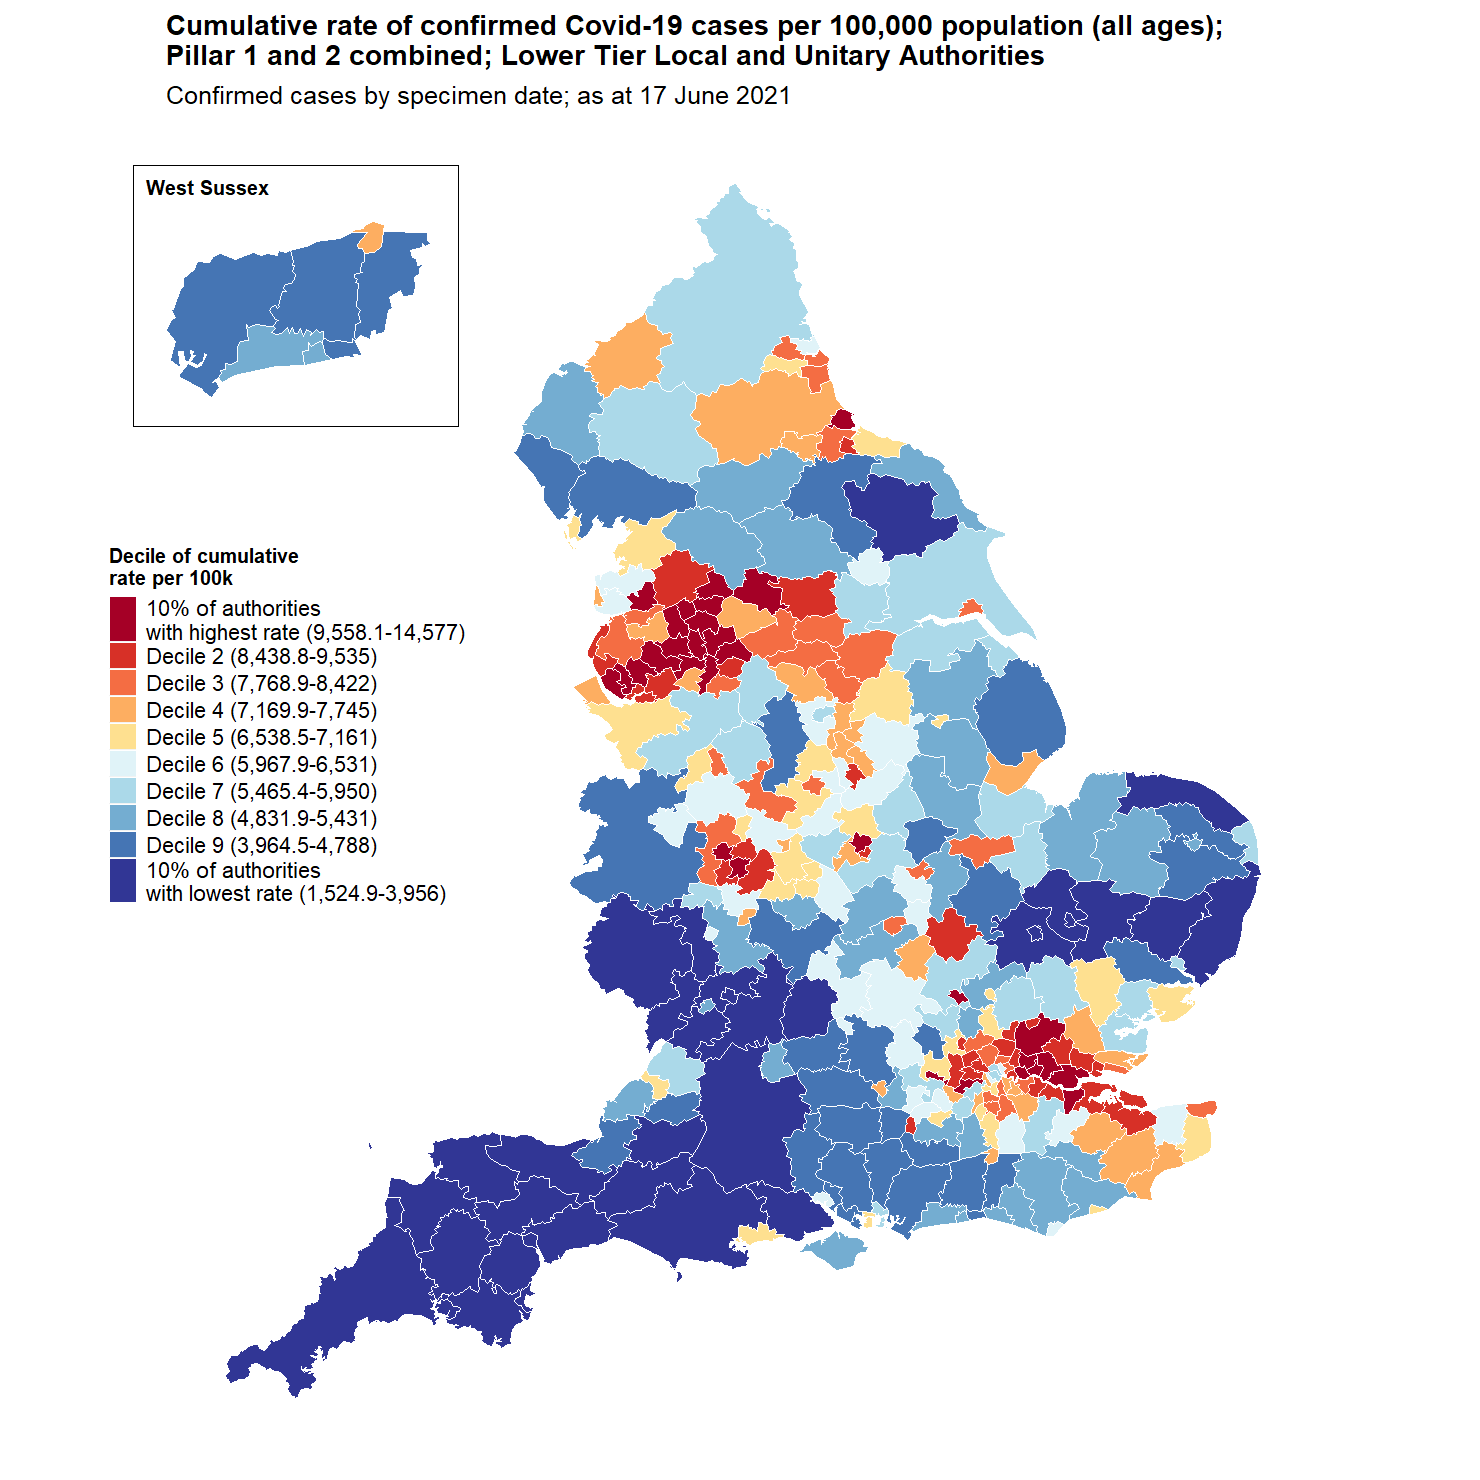 Cumulative rate of confirmed Covid-19 cases per 100,000 population (all ages);
Pillar 1 and 2 combined; Lower Tier Local and Unitary Authorities
Confirmed cases by specimen date; as at 17 June 2021
West Sussex
Decile of cumulative
rate per 100k
10% of authorities
with highest rate (9,558.1-14,577)
Decile 2 (8,438.8-9,535)
Decile 3 (7,768.9-8,422)
Decile 4 (7,169.9-7,745)
Decile 5 (6,538.5-7,161)
Decile 6 (5,967.9-6,531)
Decile 7 (5,465.4-5,950)
Decile 8 (4,831.9-5,431)
Decile 9 (3,964.5-4,788)
10% of authorities
with lowest rate (1,524.9-3,956)